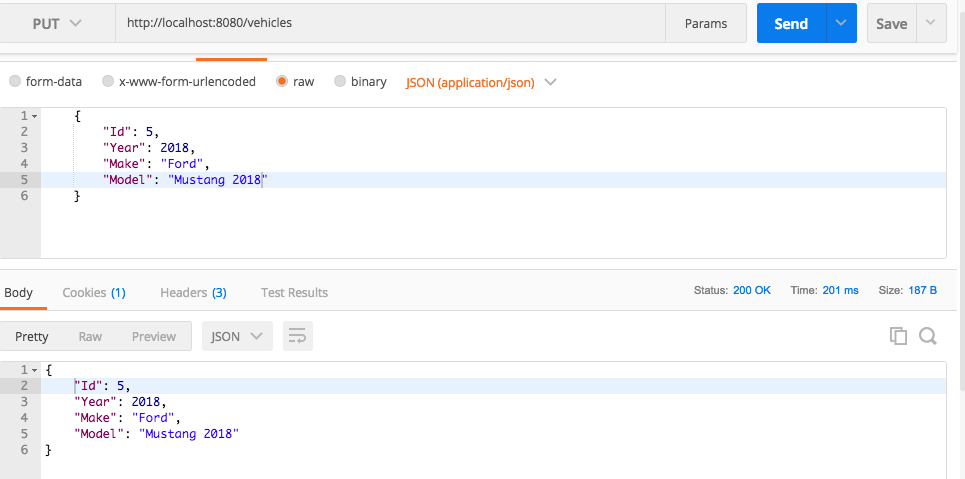 PUT http://localhost:8080/vehicles Params Send Save
form-data x-www-form-urlencoded raw binary JSON (application/json)
1 {
2 "Id": 5,
3 "Year": 2018,
4 "Make": "Ford",
5 "Model": "Mustang 2018"
6 }
Body Cookies (1) Headers (3) Test Results Status: 200 OK Time: 201 ms Size: 187 B
Pretty Raw Preview JSON
1 {
2 "Id": 5,
3 "Year": 2018,
4 "Make": "Ford",
5 "Model": "Mustang 2018"
6 }